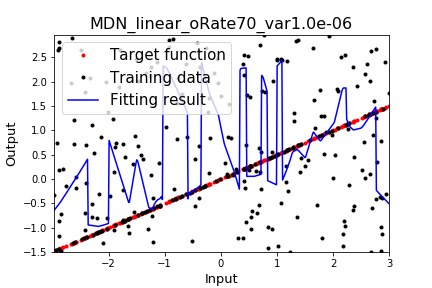 MDN_linear_oRate70_var1.0e-06
Target function
Training data
Fitting result
2.5
2.0
1.5
1.0
0.5
0.0
−0.5
−1.0
−1.5
Output
−2 −1 0 1 2 3
Input